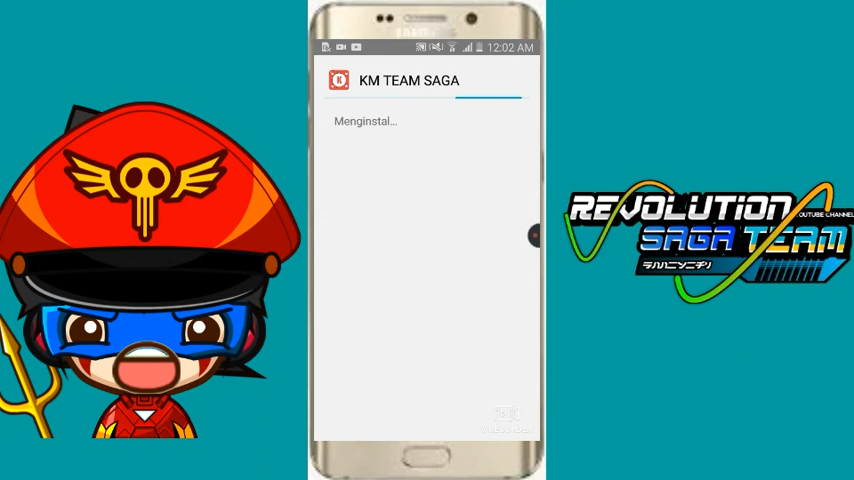 12:02 AM
KM TEAM SAGA
Menginstal...
REVOLUTION
YOUTUBE CHANNEL
SAGA TEAM